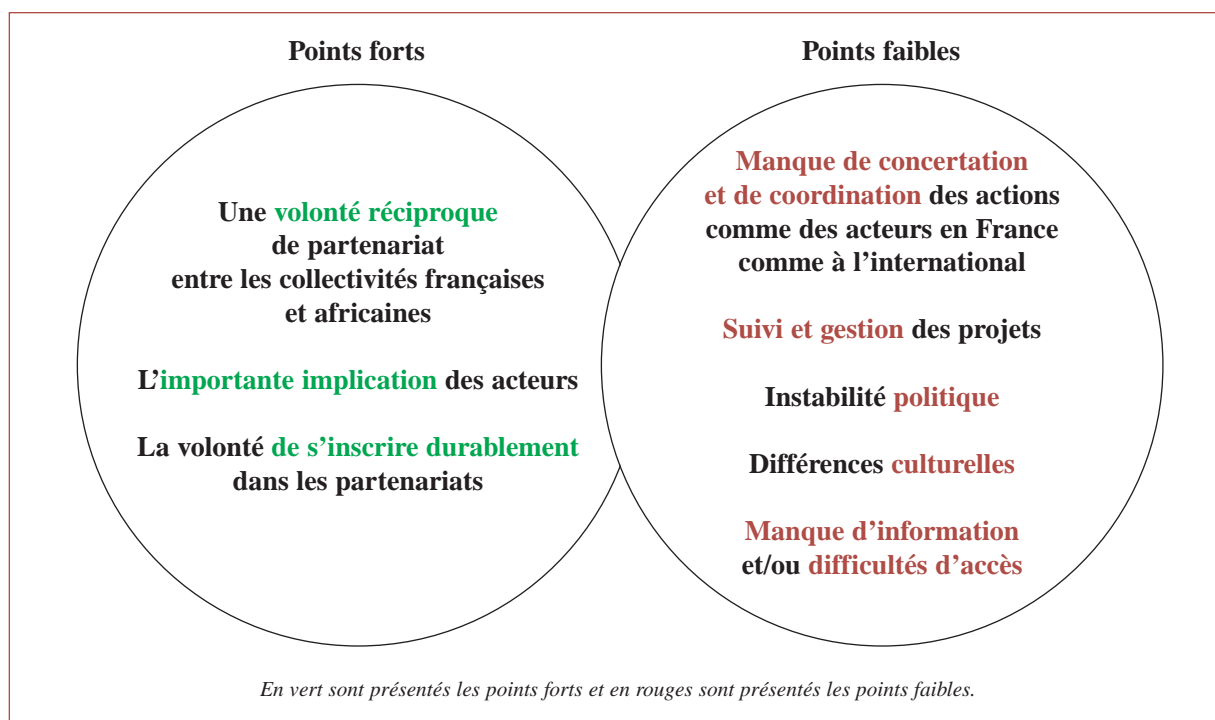 Points forts
Une volonté réciproque
de partenariat
entre les collectivités françaises
et africaines
L’importante implication des acteurs
La volonté de s’inscrire durablement
dans les partenariats
Points faibles
Manque de concertation
et de coordination des actions
comme des acteurs en France
comme à l’international
Suivi et gestion des projets
Instabilité politique
Différences culturelles
Manque d’information
et/ou difficultés d’accès
En vert sont présentés les points forts et en rouges sont présentés les points faibles.